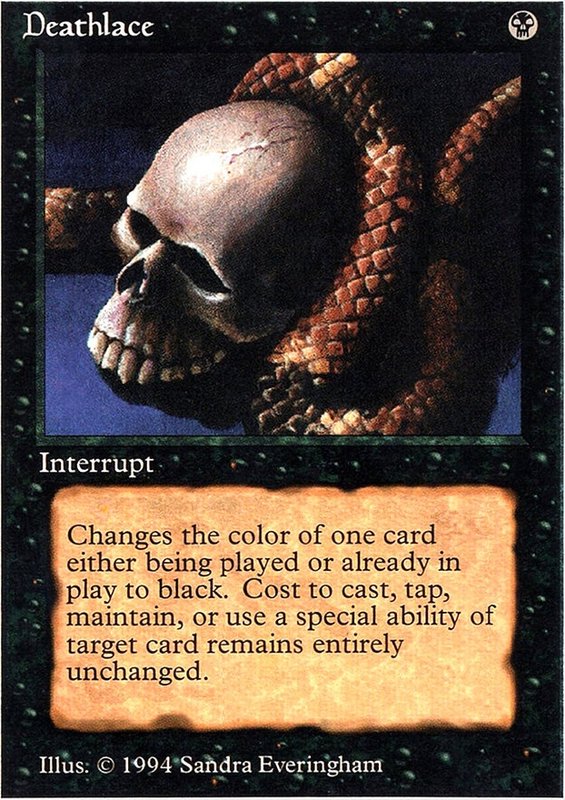 Deathlace
Interrupt
Changes the color of one card
either being played or already in
play to black. Cost to cast, tap,
maintain, or use a special ability of
target card remains entirely
unchanged.
Illus: © 1994 Sandra Everingham